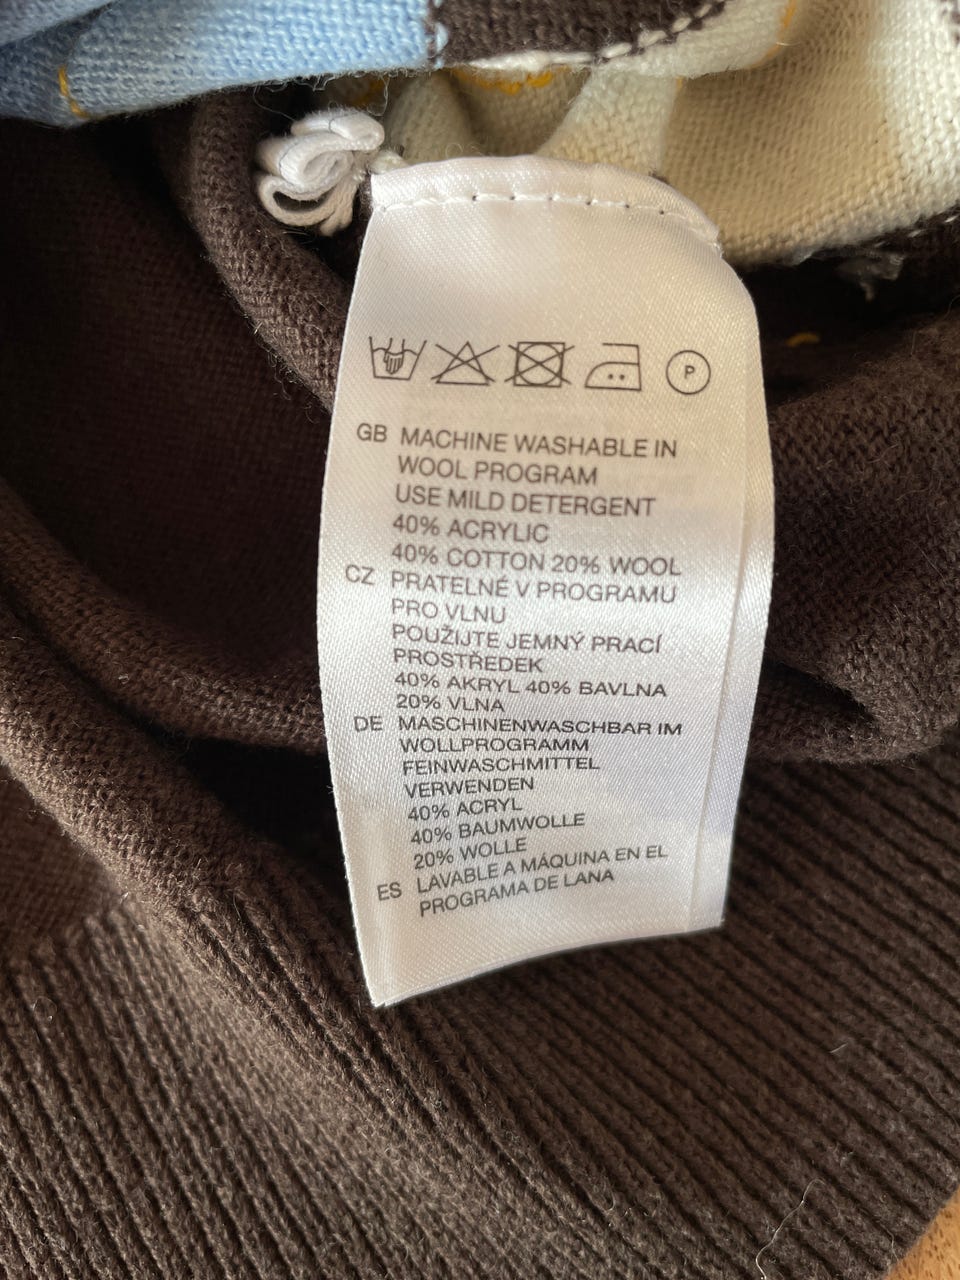 P
GB MACHINE WASHABLE IN
WOOL PROGRAM
USE MILD DETERGENT
40% ACRYLIC
40% COTTON 20% WOOL
CZ PRATELNÉ V PROGRAMU
PRO VLNU
POUŽIJTE JEMNÝ PRACÍ
PROSTŘEDEK
40% AKRYL 40% BAVLNA
20% VLNA
DE MASCHINENWASCHBAR IM
WOLLPROGRAMM
FEINWASCHMITTEL
VERWENDEN
40% ACRYL
40% BAUMWOLLE
20% WOLLE
ES LAVABLE A MÁQUINA EN EL
PROGRAMA DE LANA